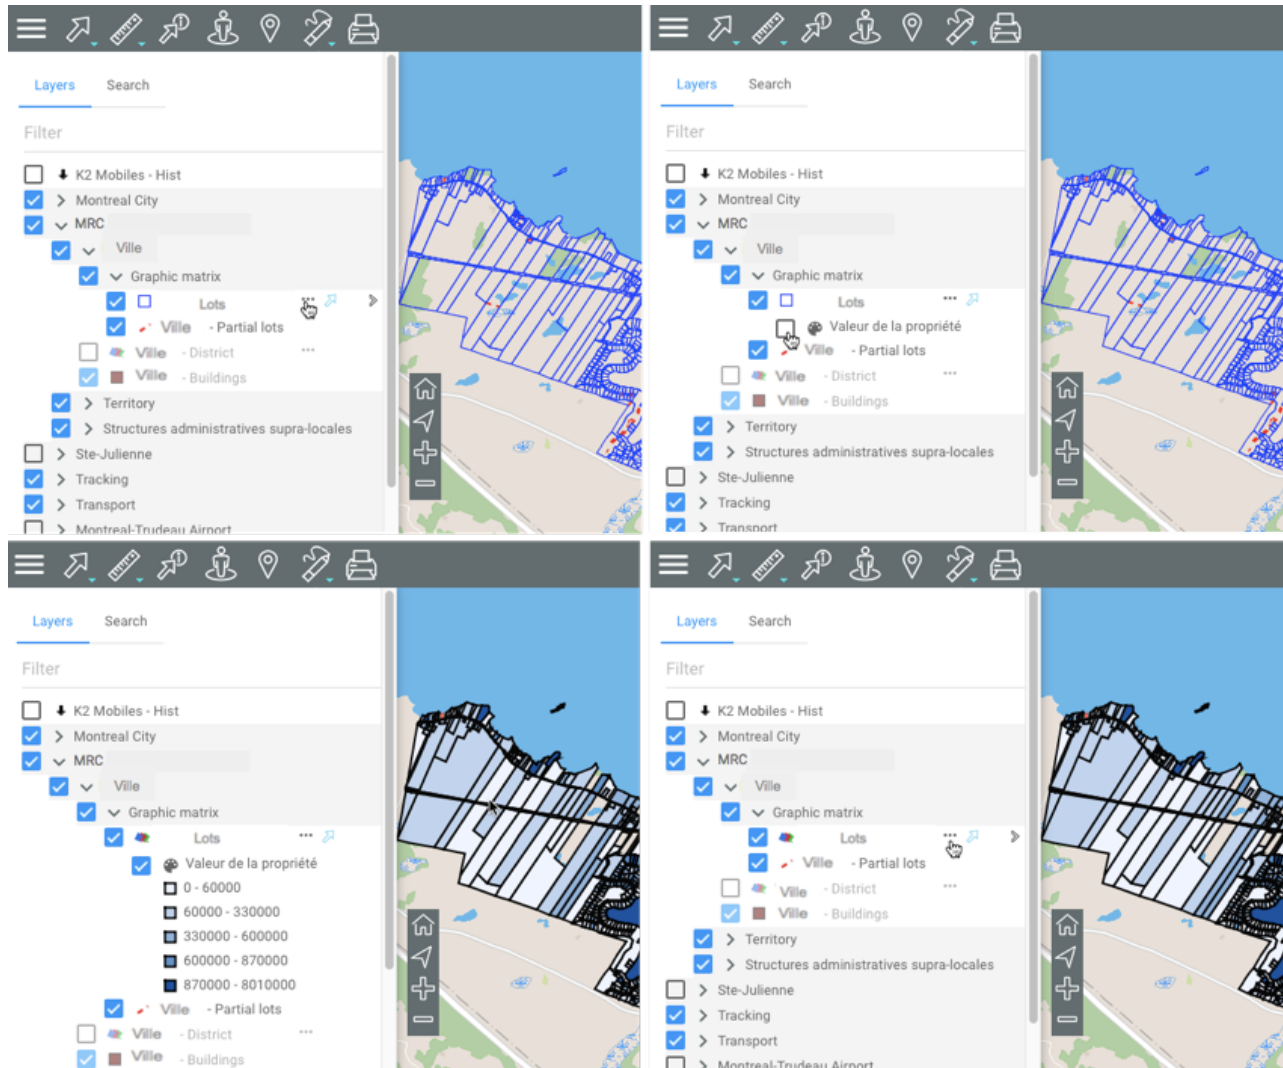 Layers Search
Filter
K2 Mobiles - Hist
Montreal City
MRC
Ville
Graphic matrix
Lots
Ville - Partial lots
Ville - District
Ville - Buildings
Territory
Structures administratives supra-locales
Ste-Julienne
Tracking
Transport
Montreal-Trudeau Airport
Layers Search
Filter
K2 Mobiles - Hist
Montreal City
MRC
Ville
Graphic matrix
Lots
Valeur de la propriété
Ville - Partial lots
Ville - District
Ville - Buildings
Territory
Structures administratives supra-locales
Ste-Julienne
Tracking
Transport
Layers Search
Filter
K2 Mobiles - Hist
Montreal City
MRC
Ville
Graphic matrix
Lots
Valeur de la propriété
0 - 60000
60000 - 330000
330000 - 600000
600000 - 870000
870000 - 8010000
Ville - Partial lots
Ville - District
Ville - Buildings
Layers Search
Filter
K2 Mobiles - Hist
Montreal City
MRC
Ville
Graphic matrix
Lots
Ville - Partial lots
Ville - District
Ville - Buildings
Territory
Structures administratives supra-locales
Ste-Julienne
Tracking
Transport
Montreal-Trudeau Airport